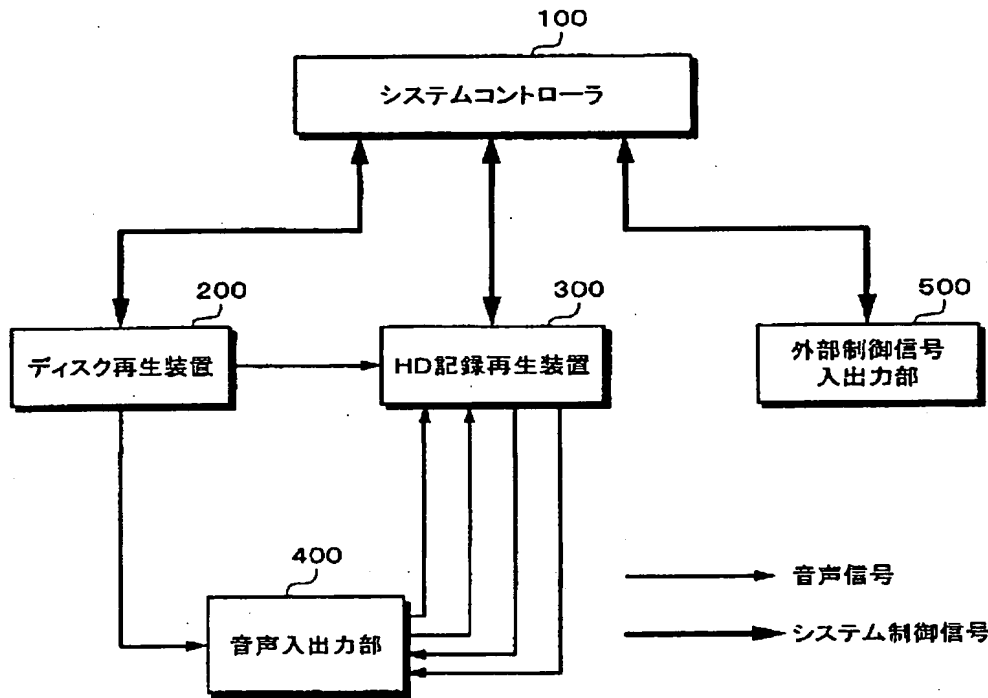 100
システムコントローラ
200
300
500
ディスク再生装置
HD記録再生装置
外部制御信号
入出力部
400
音声入出力部
音声信号
システム制御信号